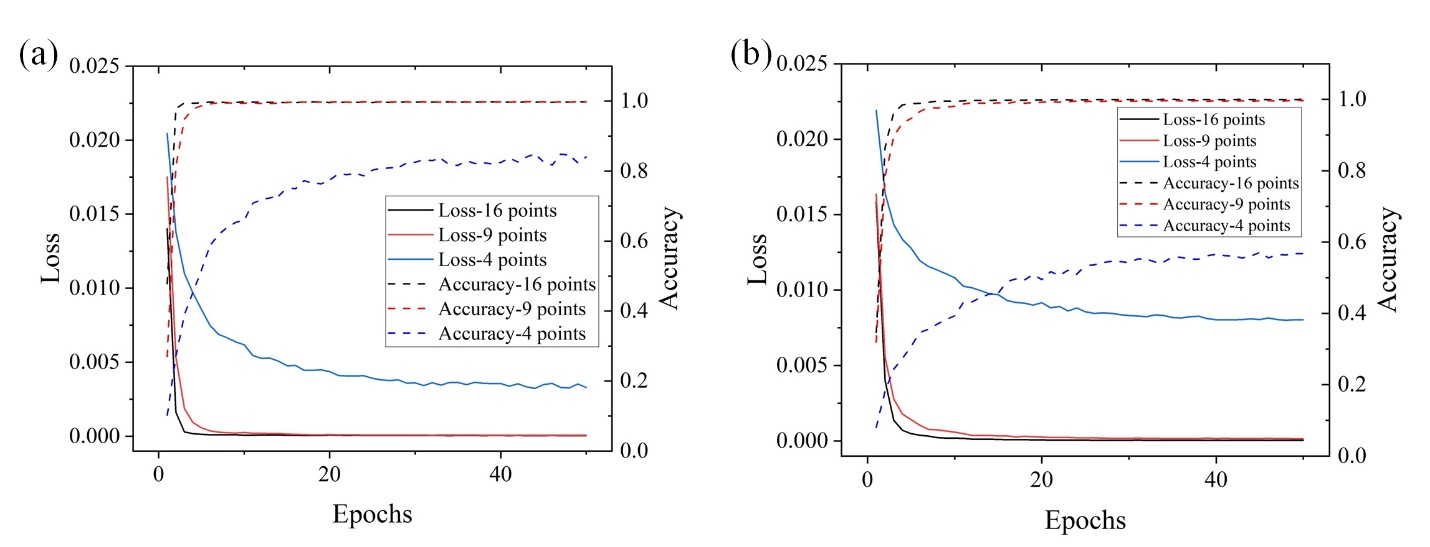 (a)
0.025
0.020
0.015
0.010
0.005
0.000
Loss
1.0
0.8
0.6
0.4
0.2
0.0
Accuracy
Loss-16 points
Loss-9 points
Loss-4 points
Accuracy-16 points
Accuracy-9 points
Accuracy-4 points
0 20 40
Epochs
(b)
0.025
0.020
0.015
0.010
0.005
0.000
Loss
1.0
0.8
0.6
0.4
0.2
0.0
Accuracy
Loss-16 points
Loss-9 points
Loss-4 points
Accuracy-16 points
Accuracy-9 points
Accuracy-4 points
0 20 40
Epochs